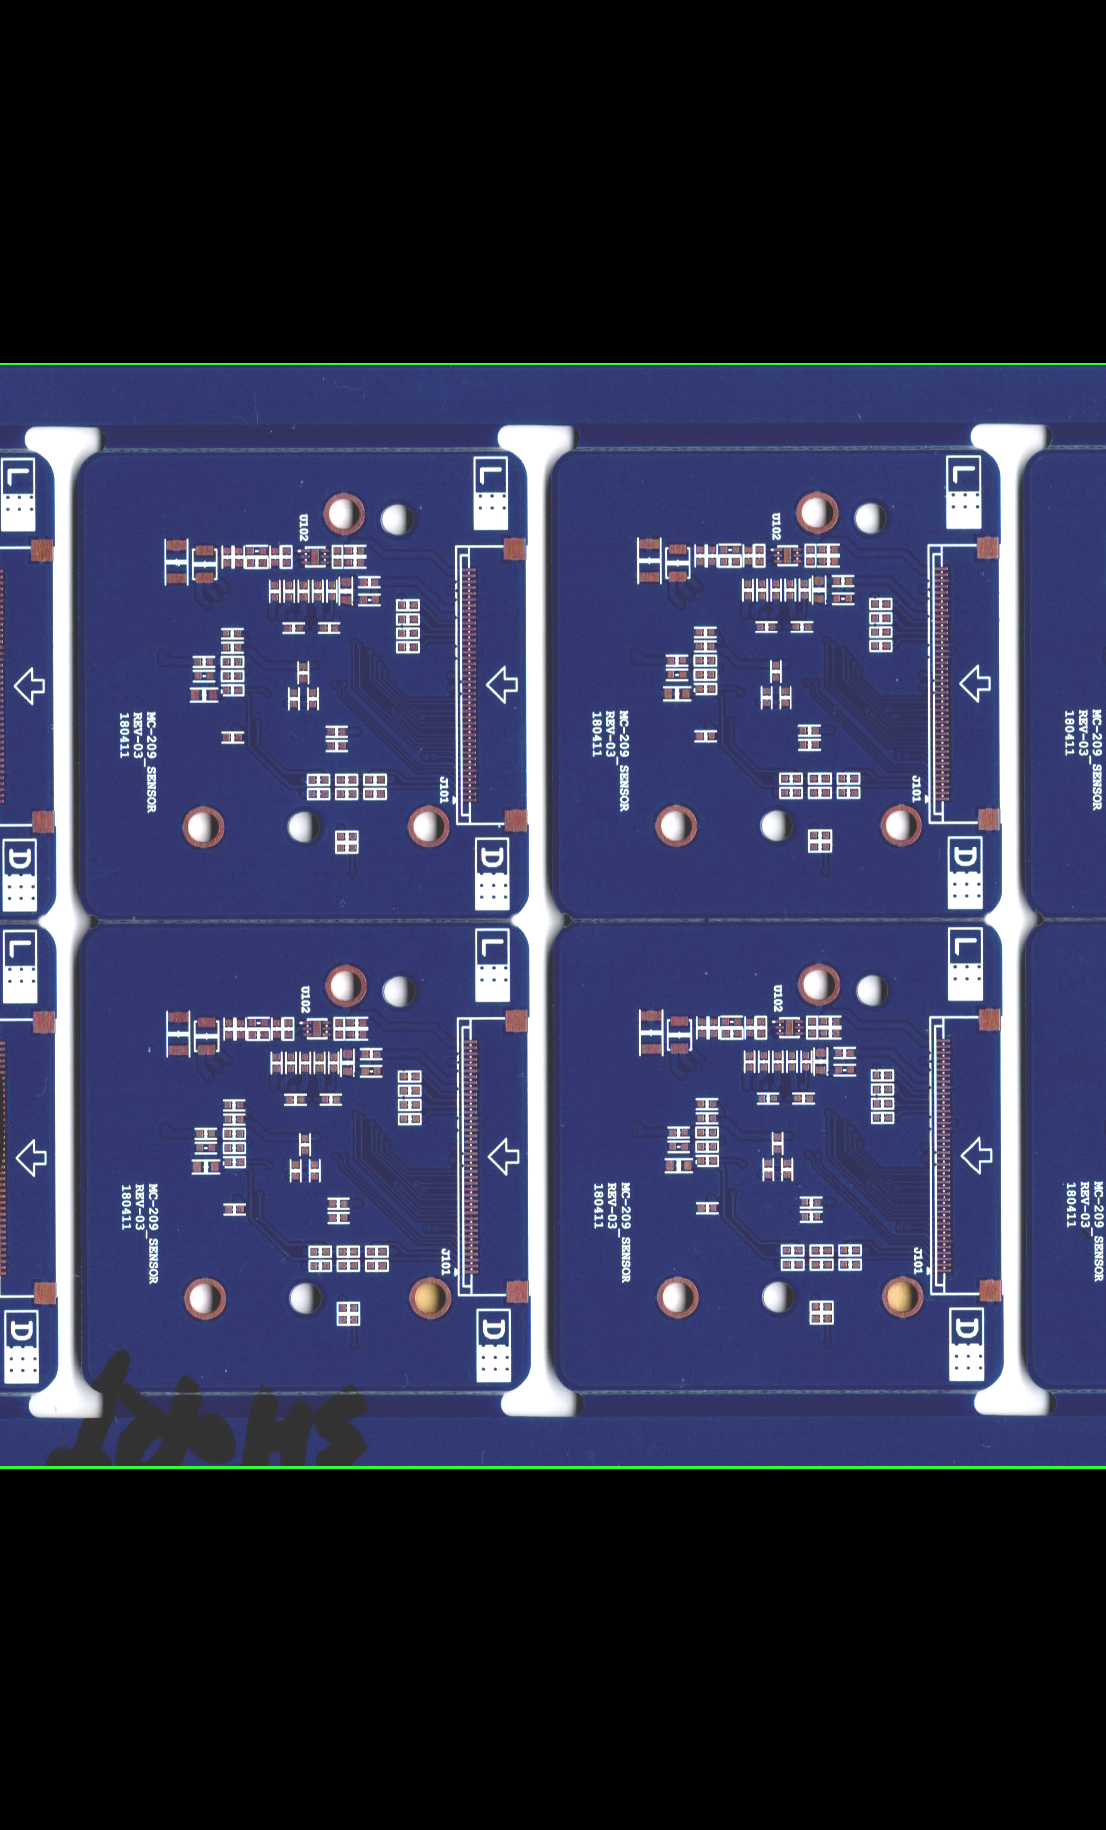 L
D
L
U102
J101
MC-209_SENSOR
REV-03
180411
D
L
U102
J101
MC-209_SENSOR
REV-03
180411
D
MC-209_SENSOR
REV-03
180411
L
D
L
U102
J101
MC-209_SENSOR
REV-03
180411
D
L
U102
J101
MC-209_SENSOR
REV-03
180411
D
MC-209_SENSOR
REV-03
180411
SHORT